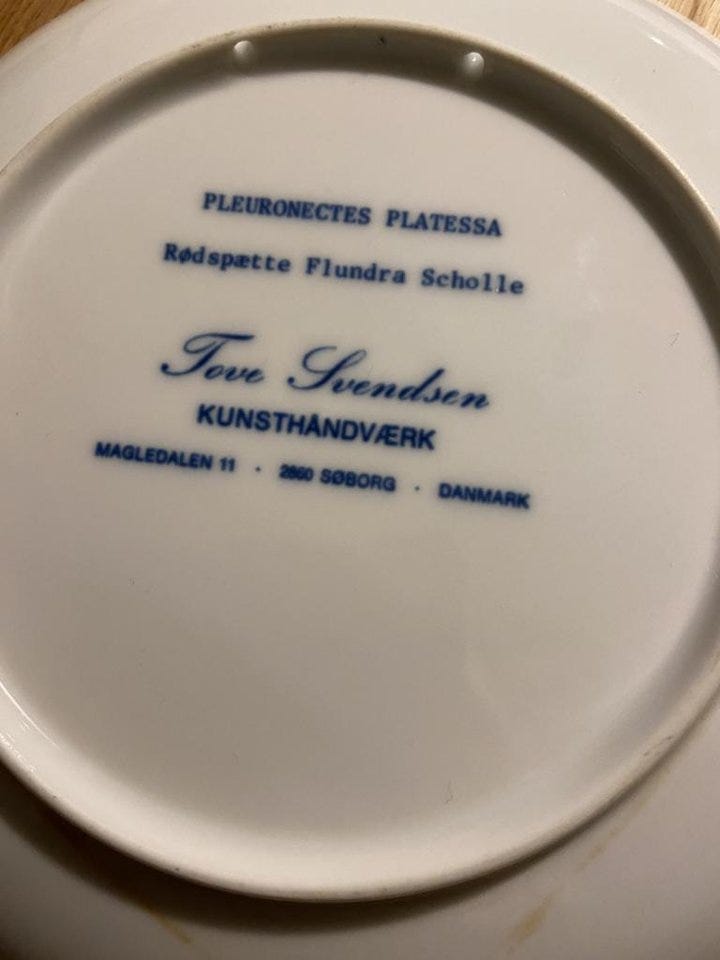 PLEURONECTES PLATESSA
Rødspætte Flundra Scholle
Tove Svendsen
KUNSTHÅNDVÆRK
MAGLEDALEN 11 · 2860 SØBORG · DANMARK